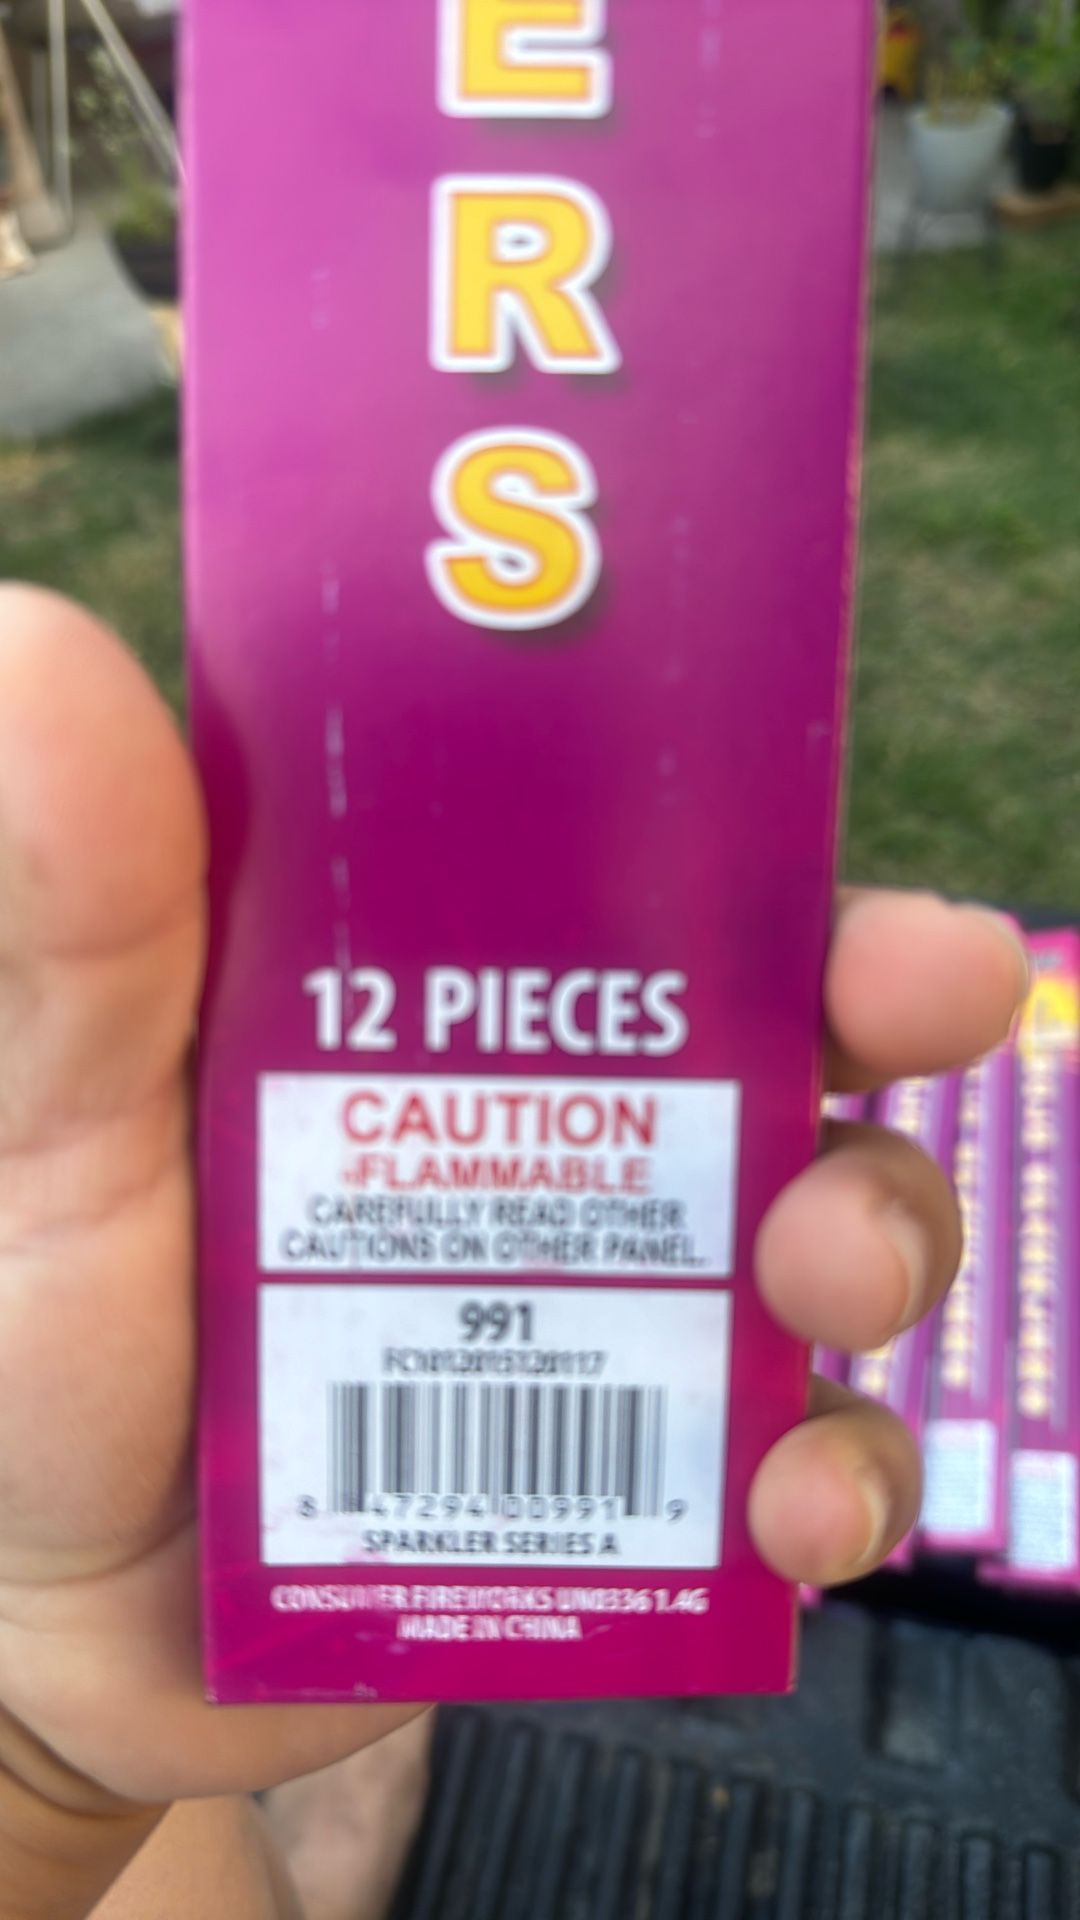 E
R
S
12 PIECES
CAUTION
•FLAMMABLE
CAREFULLY READ OTHER
CAUTIONS ON OTHER PANEL.
991
8 47294 00991 9
SPARKLER SERIES A
CONSUMER FIREWORKS UN0336 1.4G
MADE IN CHINA